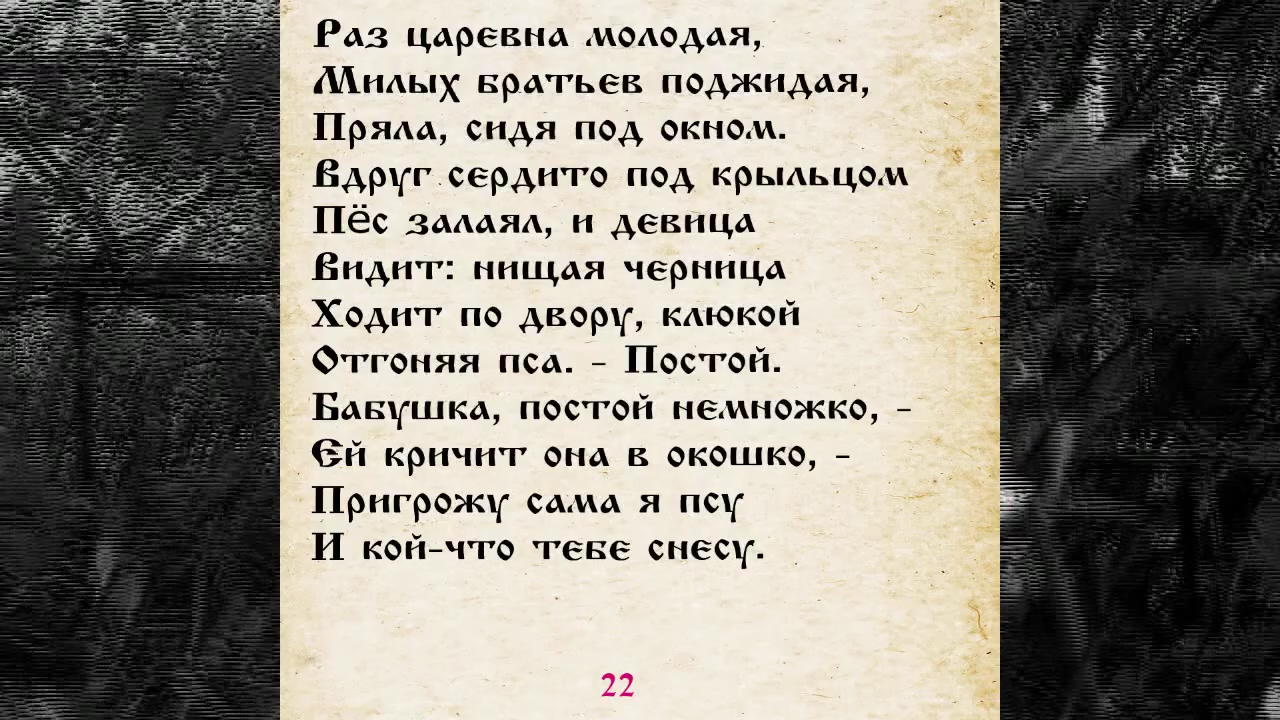 Раз царевна молодая,
Милых братьев поджидая,
Пряла, сидя под окном.
Вдруг сердито под крыльцом
Пёс залаял, и девица
Видит: нищая черница
Ходит по двору, клюкой
Отгоняя пса. – Постой.
Бабушка, постой немножко, –
Ей кричит она в окошко, –
Пригрожу сама я псу
И кой-что тебе снесу.
22